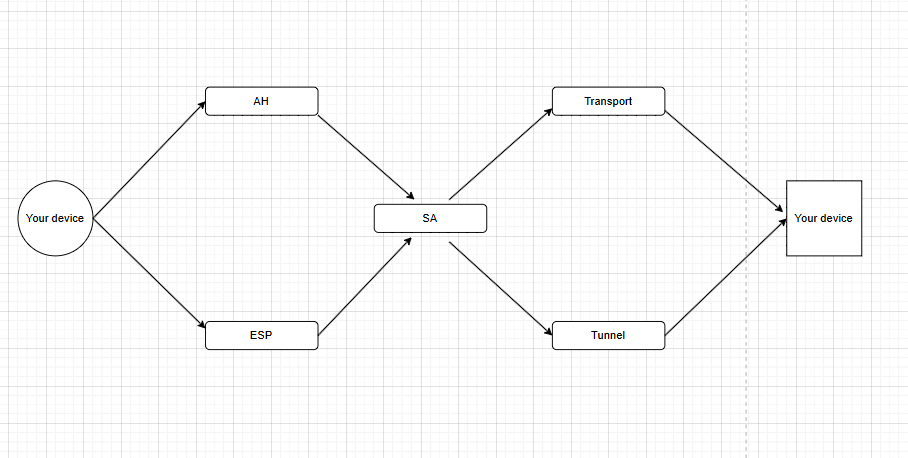 Your device
AH
ESP
SA
Transport
Tunnel
Your device